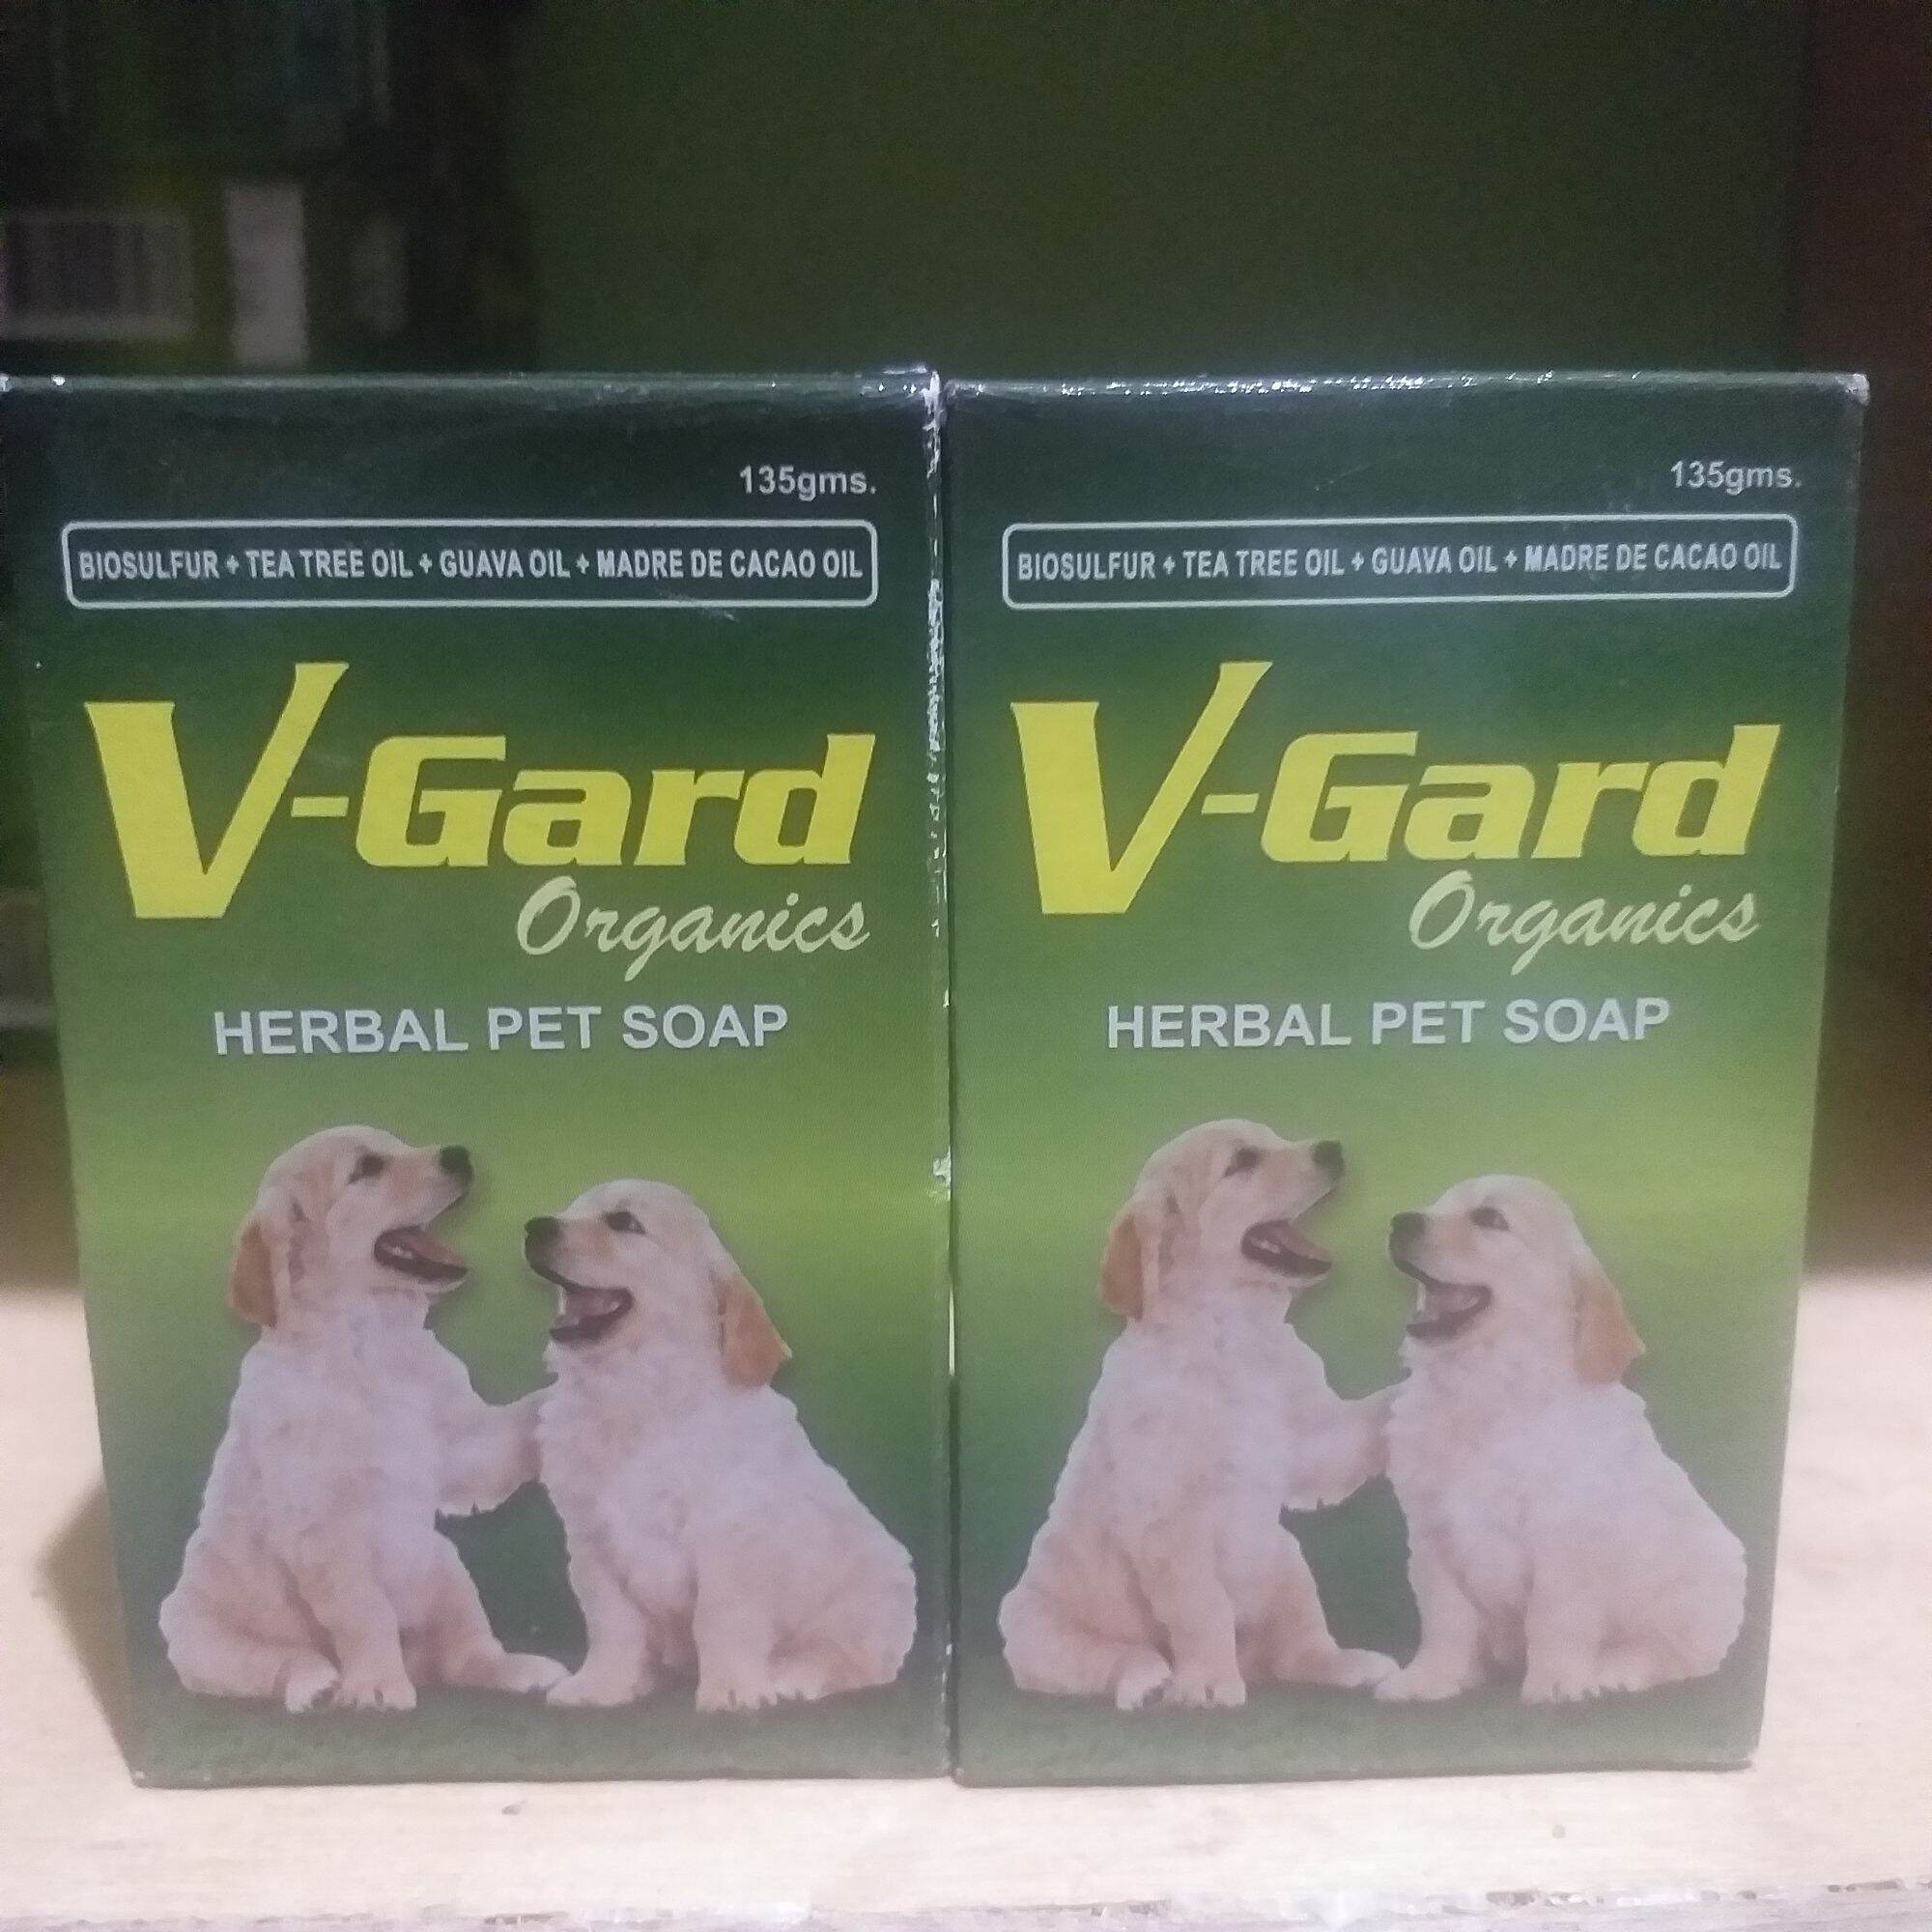 135gms.
BIOSULFUR + TEA TREE OIL + GUAVA OIL + MADRE DE CACAO OIL
V-Gard
Organics
HERBAL PET SOAP
135gms.
BIOSULFUR + TEA TREE OIL + GUAVA OIL + MADRE DE CACAO OIL
V-Gard
Organics
HERBAL PET SOAP